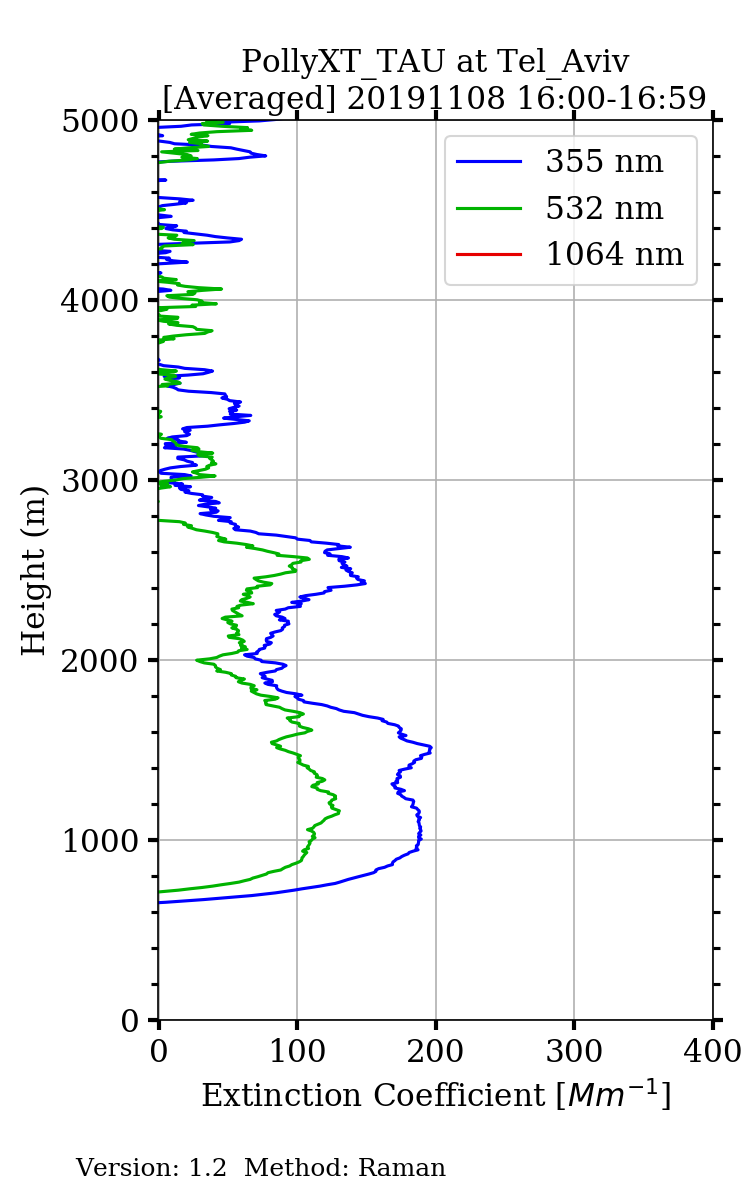 PollyXT_TAU at Tel_Aviv
[Averaged] 20191108 16:00-16:59
5000
4000
3000
2000
1000
0
Height (m)
355 nm
532 nm
1064 nm
0 100 200 300 400
Extinction Coefficient [Mm⁻¹]
Version: 1.2 Method: Raman